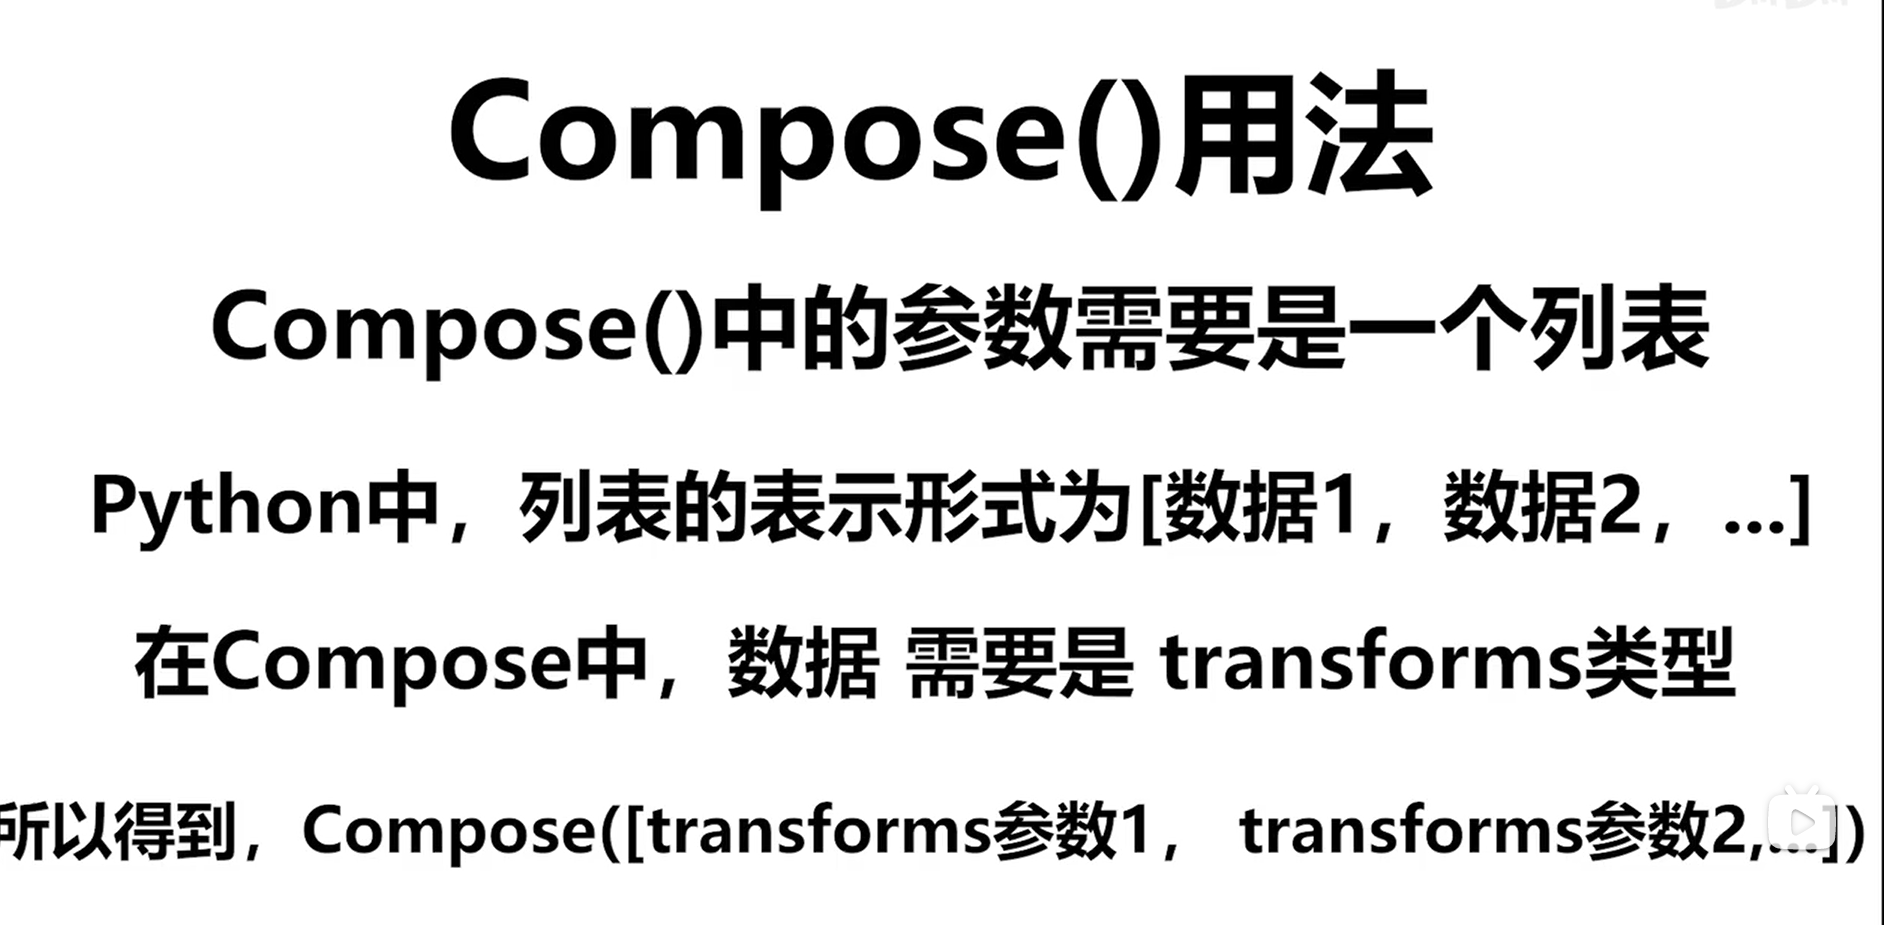 Compose()用法
Compose()中的参数需要是一个列表
Python中，列表的表示形式为[数据1，数据2，...]
在Compose中，数据 需要是 transforms类型
所以得到，Compose([transforms参数1， transforms参数2,...])